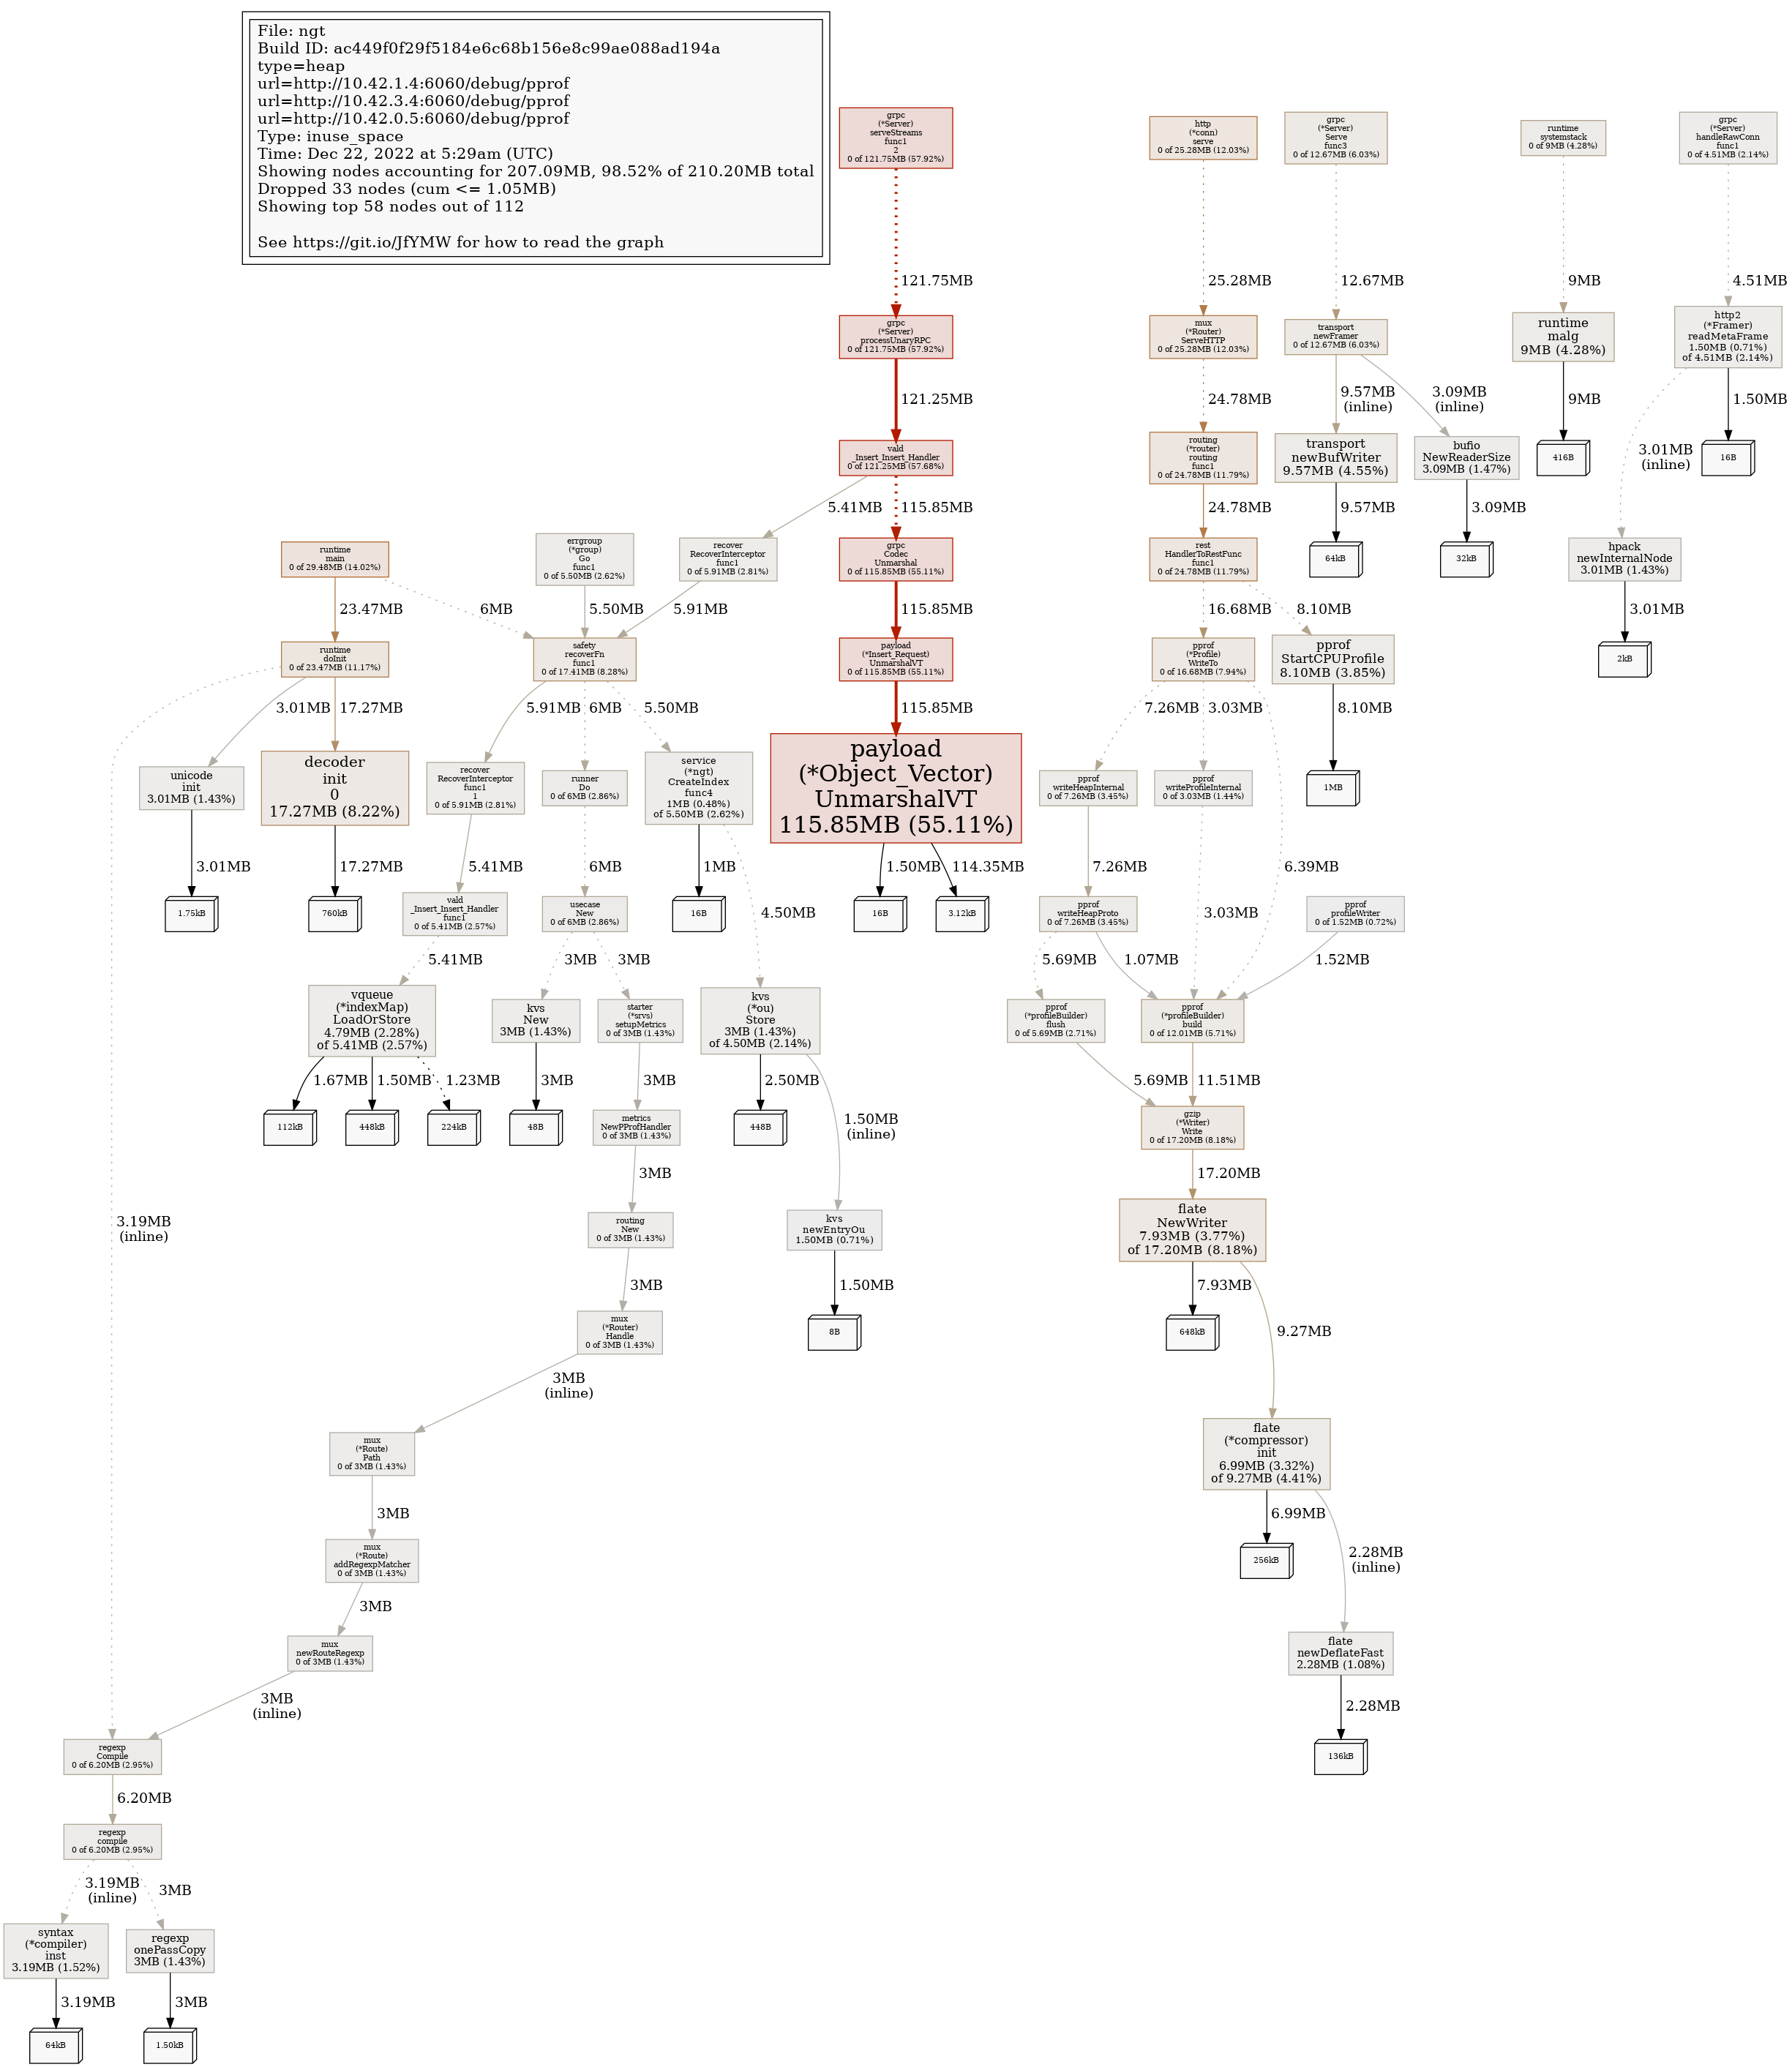 File: ngt
Build ID: ac449f0f29f5184e6c68b156e8c99ae088ad194a
type=heap
url=http://10.42.1.4:6060/debug/pprof
url=http://10.42.3.4:6060/debug/pprof
url=http://10.42.0.5:6060/debug/pprof
Type: inuse_space
Time: Dec 22, 2022 at 5:29am (UTC)
Showing nodes accounting for 207.09MB, 98.52% of 210.20MB total
Dropped 33 nodes (cum <= 1.05MB)
Showing top 58 nodes out of 112
See https://git.io/JfYMW for how to read the graph
grpc
(*Server)
serveStreams
func1
2
0 of 121.75MB (57.92%)
http
(*conn)
serve
0 of 25.28MB (12.03%)
grpc
(*Server)
Serve
func3
0 of 12.67MB (6.03%)
runtime
systemstack
0 of 9MB (4.28%)
grpc
(*Server)
handleRawConn
func1
0 of 4.51MB (2.14%)
121.75MB
25.28MB
12.67MB
9MB
4.51MB
grpc
(*Server)
processUnaryRPC
0 of 121.75MB (57.92%)
mux
(*Router)
ServeHTTP
0 of 25.28MB (12.03%)
transport
newFramer
0 of 12.67MB (6.03%)
runtime
malg
9MB (4.28%)
http2
(*Framer)
readMetaFrame
1.50MB (0.71%)
of 4.51MB (2.14%)
121.25MB
24.78MB
9.57MB
(inline)
3.09MB
(inline)
9MB
1.50MB
3.01MB
(inline)
vald
_Insert_Insert_Handler
0 of 121.25MB (57.68%)
routing
(*router)
routing
func1
0 of 24.78MB (11.79%)
transport
newBufWriter
9.57MB (4.55%)
bufio
NewReaderSize
3.09MB (1.47%)
416B
16B
5.41MB
115.85MB
24.78MB
9.57MB
3.09MB
runtime
main
0 of 29.48MB (14.02%)
errgroup
(*group)
Go
func1
0 of 5.50MB (2.62%)
recover
RecoverInterceptor
func1
0 of 5.91MB (2.81%)
grpc
Codec
Unmarshal
0 of 115.85MB (55.11%)
rest
HandlerToRestFunc
func1
0 of 24.78MB (11.79%)
64kB
32kB
hpack
newInternalNode
3.01MB (1.43%)
23.47MB
6MB
5.50MB
5.91MB
115.85MB
16.68MB
8.10MB
3.01MB
runtime
doInit
0 of 23.47MB (11.17%)
safety
recoverFn
func1
0 of 17.41MB (8.28%)
payload
(*Insert_Request)
UnmarshalVT
0 of 115.85MB (55.11%)
pprof
(*Profile)
WriteTo
0 of 16.68MB (7.94%)
pprof
StartCPUProfile
8.10MB (3.85%)
2kB
3.01MB
17.27MB
5.91MB
6MB
5.50MB
115.85MB
7.26MB
3.03MB
8.10MB
unicode
init
3.01MB (1.43%)
decoder
init
0
17.27MB (8.22%)
recover
RecoverInterceptor
func1
1
0 of 5.91MB (2.81%)
runner
Do
0 of 6MB (2.86%)
service
(*ngt)
CreateIndex
func4
1MB (0.48%)
of 5.50MB (2.62%)
payload
(*Object_Vector)
UnmarshalVT
115.85MB (55.11%)
pprof
writeHeapInternal
0 of 7.26MB (3.45%)
pprof
writeProfileInternal
0 of 3.03MB (1.44%)
1MB
3.01MB
17.27MB
5.41MB
6MB
1MB
1.50MB
114.35MB
7.26MB
6.39MB
1.75kB
760kB
vald
_Insert_Insert_Handler
func1
0 of 5.41MB (2.57%)
usecase
New
0 of 6MB (2.86%)
16B
4.50MB
16B
3.12kB
pprof
writeHeapProto
0 of 7.26MB (3.45%)
3.03MB
pprof
profileWriter
0 of 1.52MB (0.72%)
5.41MB
3MB
3MB
5.69MB
1.07MB
1.52MB
vqueue
(*indexMap)
LoadOrStore
4.79MB (2.28%)
of 5.41MB (2.57%)
kvs
New
3MB (1.43%)
starter
(*srvs)
setupMetrics
0 of 3MB (1.43%)
kvs
(*ou)
Store
3MB (1.43%)
of 4.50MB (2.14%)
pprof
(*profileBuilder)
flush
0 of 5.69MB (2.71%)
pprof
(*profileBuilder)
build
0 of 12.01MB (5.71%)
1.67MB
1.50MB
1.23MB
3MB
3MB
2.50MB
5.69MB
11.51MB
112kB
448kB
224kB
48B
metrics
NewPProfHandler
0 of 3MB (1.43%)
448B
1.50MB
(inline)
gzip
(*Writer)
Write
0 of 17.20MB (8.18%)
3MB
17.20MB
3.19MB
(inline)
routing
New
0 of 3MB (1.43%)
kvs
newEntryOu
1.50MB (0.71%)
flate
NewWriter
7.93MB (3.77%)
of 17.20MB (8.18%)
3MB
1.50MB
7.93MB
9.27MB
mux
(*Router)
Handle
0 of 3MB (1.43%)
8B
648kB
3MB
(inline)
mux
(*Route)
Path
0 of 3MB (1.43%)
flate
(*compressor)
init
6.99MB (3.32%)
of 9.27MB (4.41%)
3MB
6.99MB
2.28MB
(inline)
mux
(*Route)
addRegexpMatcher
0 of 3MB (1.43%)
256kB
3MB
mux
newRouteRegexp
0 of 3MB (1.43%)
flate
newDeflateFast
2.28MB (1.08%)
3MB
(inline)
2.28MB
regexp
Compile
0 of 6.20MB (2.95%)
136kB
6.20MB
regexp
compile
0 of 6.20MB (2.95%)
3.19MB
(inline)
3MB
syntax
(*compiler)
inst
3.19MB (1.52%)
regexp
onePassCopy
3MB (1.43%)
3.19MB
3MB
64kB
1.50kB